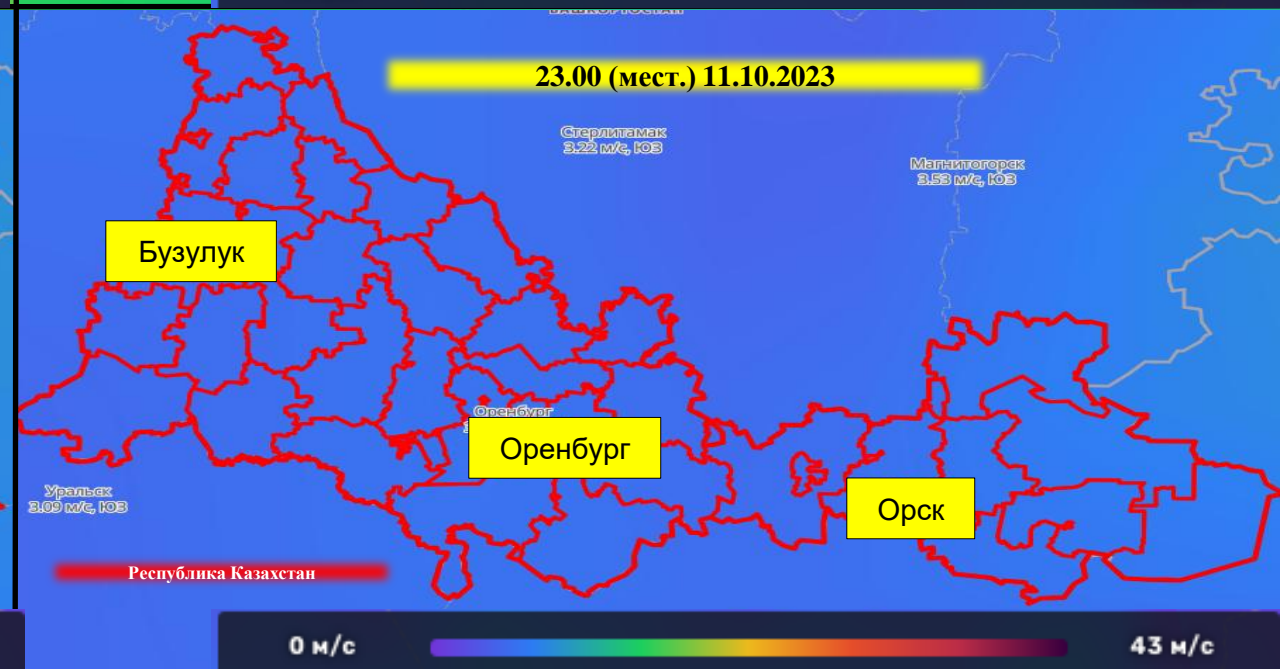 БАШКОРТОСТАН
23.00 (мест.) 11.10.2023
Стерлитамак
3.22 м/с, ЮЗ
Магнитогорск
3.53 м/с, ЮЗ
Бузулук
Оренбург
Оренбург
Уральск
3.09 м/с, ЮЗ
Орск
Республика Казахстан
0 м/с
43 м/с